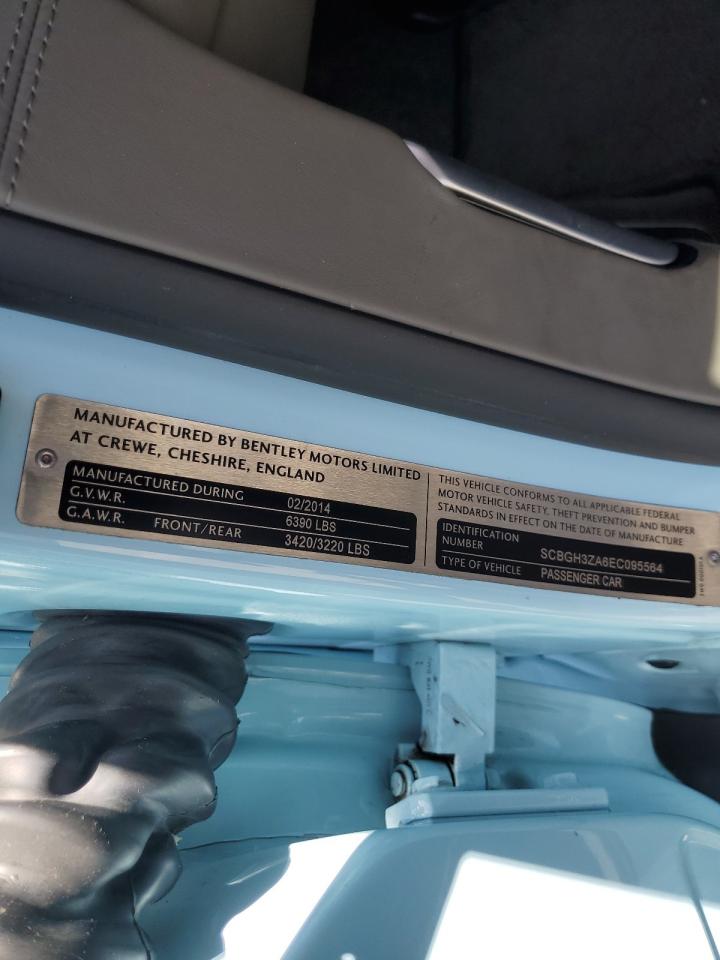 MANUFACTURED BY BENTLEY MOTORS LIMITED
AT CREWE, CHESHIRE, ENGLAND
MANUFACTURED DURING 02/2014
G.V.W.R. 6390 LBS
G.A.W.R. FRONT/REAR 3420/3220 LBS
THIS VEHICLE CONFORMS TO ALL APPLICABLE FEDERAL
MOTOR VEHICLE SAFETY, THEFT PREVENTION AND BUMPER
STANDARDS IN EFFECT ON THE DATE OF MANUFACTURE
IDENTIFICATION
NUMBER SCBGH3ZA6EC095564
TYPE OF VEHICLE PASSENGER CAR